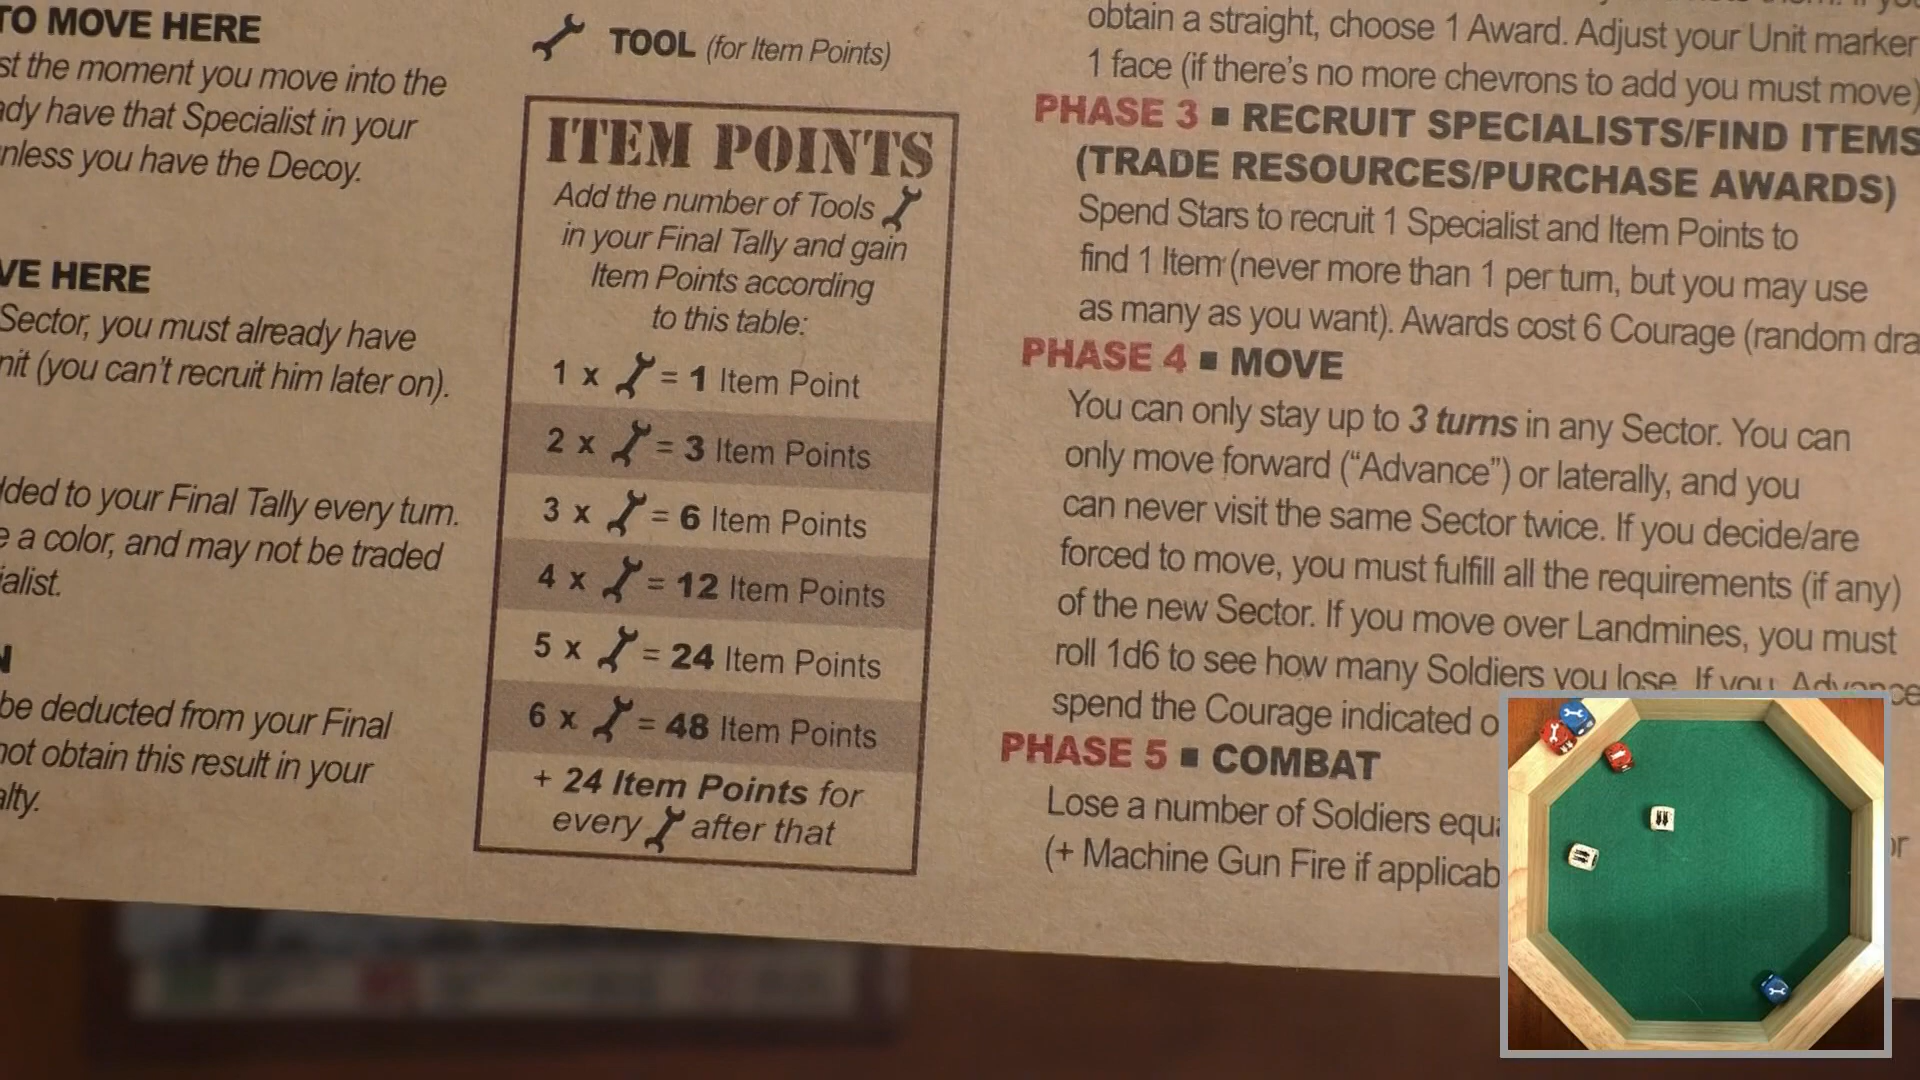 TO MOVE HERE
st the moment you move into the
ady have that Specialist in your
nless you have the Decoy.
VE HERE
Sector, you must already have
nit (you can't recruit him later on).
dded to your Final Tally every turn.
e a color, and may not be traded
ialist.
N
be deducted from your Final
not obtain this result in your
alty.
TOOL (for Item Points)
ITEM POINTS
Add the number of Tools
in your Final Tally and gain
Item Points according
to this table:
1 x = 1 Item Point
2 x = 3 Item Points
3 x = 6 Item Points
4 x = 12 Item Points
5 x = 24 Item Points
6 x = 48 Item Points
+ 24 Item Points for
every after that
obtain a straight, choose 1 Award. Adjust your Unit marker
1 face (if there's no more chevrons to add you must move)
PHASE 3 ■ RECRUIT SPECIALISTS/FIND ITEMS
(TRADE RESOURCES/PURCHASE AWARDS)
Spend Stars to recruit 1 Specialist and Item Points to
find 1 Item (never more than 1 per turn, but you may use
as many as you want). Awards cost 6 Courage (random dra
PHASE 4 ■ MOVE
You can only stay up to 3 turns in any Sector. You can
only move forward ("Advance") or laterally, and you
can never visit the same Sector twice. If you decide/are
forced to move, you must fulfill all the requirements (if any)
of the new Sector. If you move over Landmines, you must
roll 1d6 to see how many Soldiers you lose. If you Advance
spend the Courage indicated o
PHASE 5 ■ COMBAT
Lose a number of Soldiers equa
(+ Machine Gun Fire if applicab